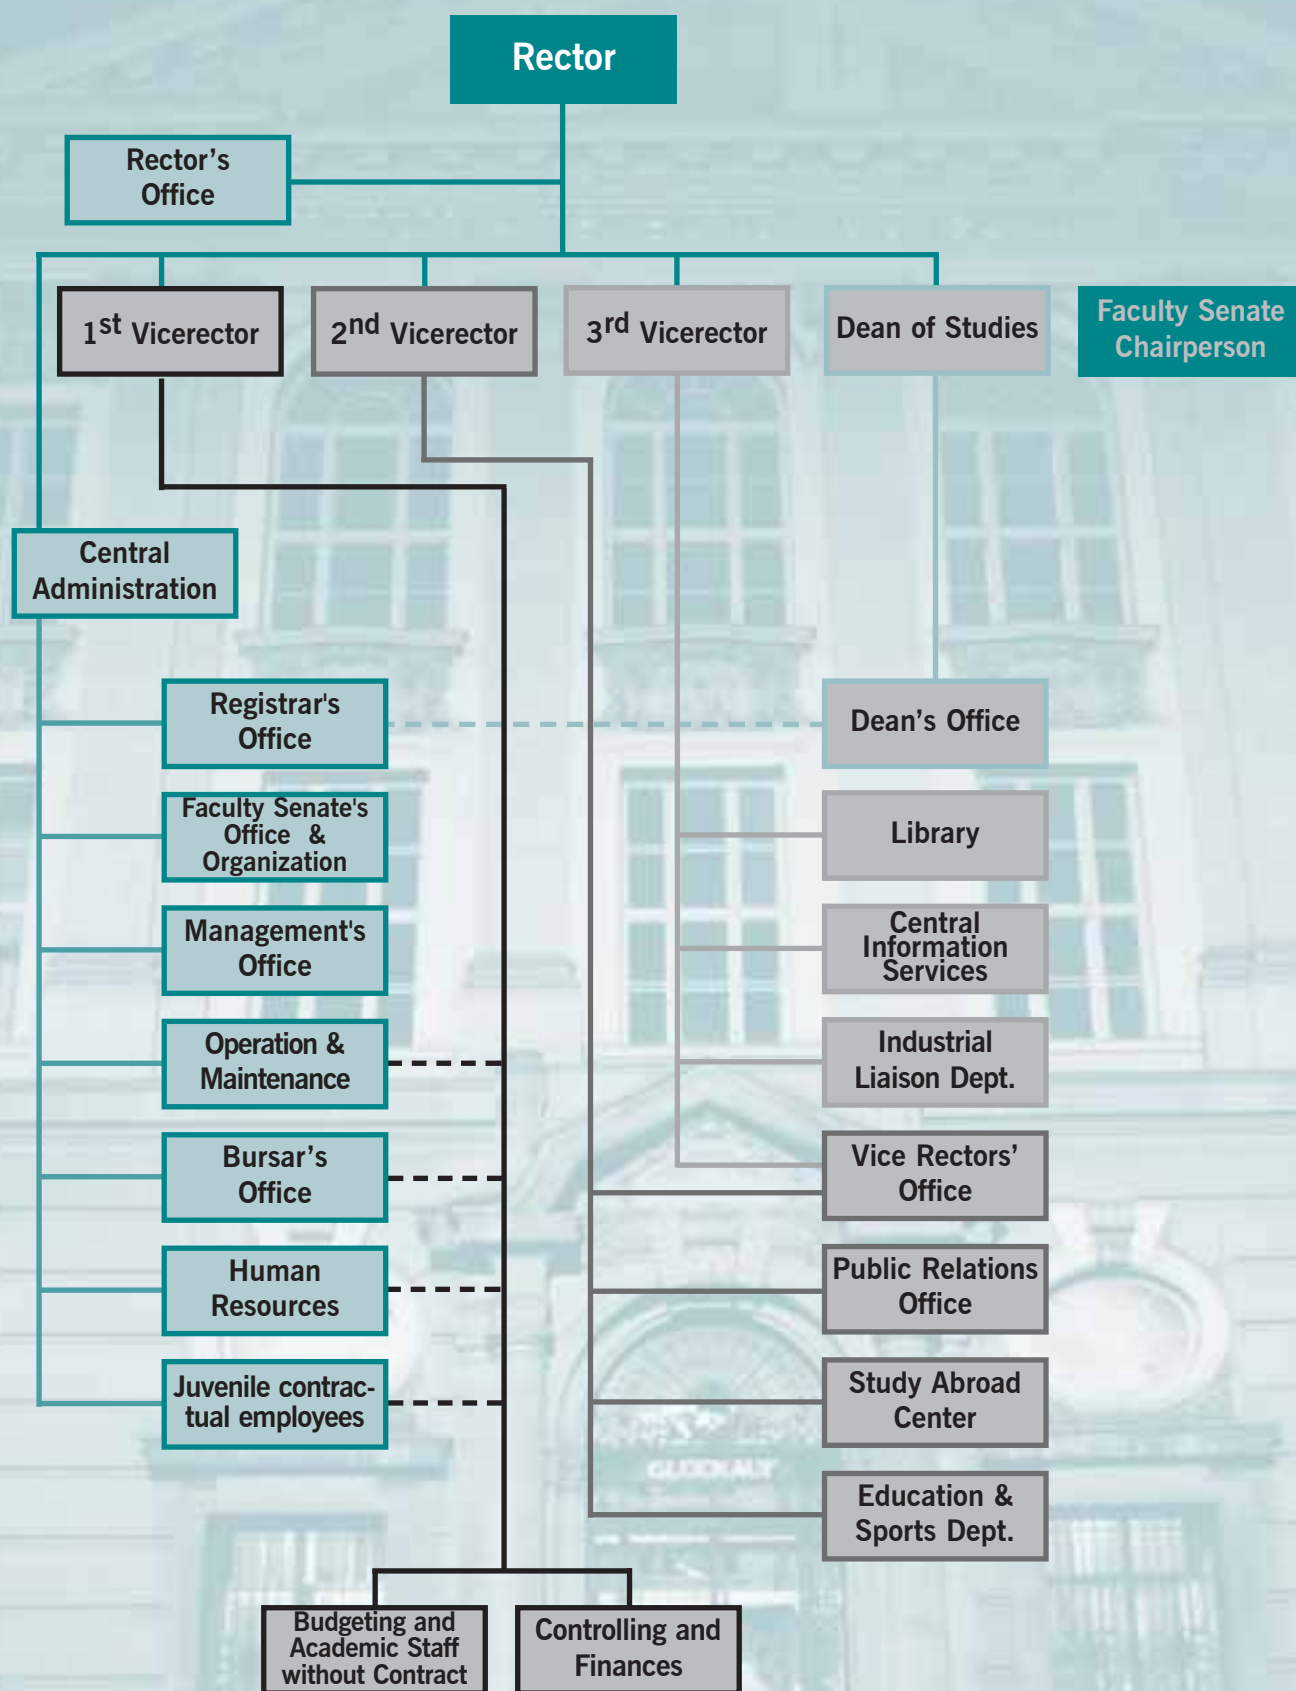 Rector
Rector’s
Office
1st Vicerector
2nd Vicerector
3rd Vicerector
Dean of Studies
Faculty Senate
Chairperson
Central
Administration
Registrar's
Office
Dean’s Office
Faculty Senate's
Office &
Organization
Library
Management's
Office
Central
Information
Services
Operation &
Maintenance
Industrial
Liaison Dept.
Bursar’s
Office
Vice Rectors’
Office
Human
Resources
Public Relations
Office
Juvenile contrac-
tual employees
Study Abroad
Center
GLÜCKAUF
Education &
Sports Dept.
Budgeting and
Academic Staff
without Contract
Controlling and
Finances